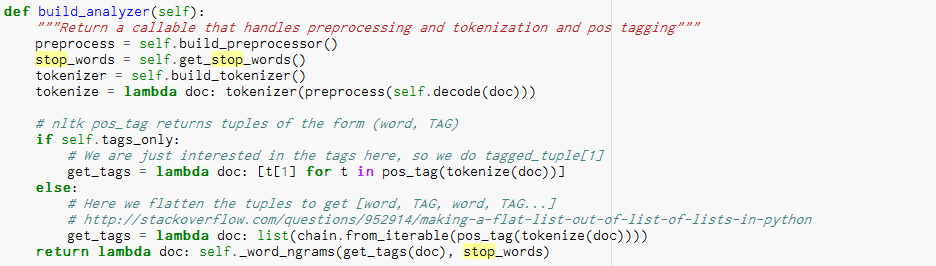 def build_analyzer(self):
    """Return a callable that handles preprocessing and tokenization and pos tagging"""
    preprocess = self.build_preprocessor()
    stop_words = self.get_stop_words()
    tokenizer = self.build_tokenizer()
    tokenize = lambda doc: tokenizer(preprocess(self.decode(doc)))

    # nltk pos_tag returns tuples of the form (word, TAG)
    if self.tags_only:
        # We are just interested in the tags here, so we do tagged_tuple[1]
        get_tags = lambda doc: [t[1] for t in pos_tag(tokenize(doc))]
    else:
        # Here we flatten the tuples to get [word, TAG, word, TAG...]
        # http://stackoverflow.com/questions/952914/making-a-flat-list-out-of-list-of-lists-in-python
        get_tags = lambda doc: list(chain.from_iterable(pos_tag(tokenize(doc))))
    return lambda doc: self._word_ngrams(get_tags(doc), stop_words)